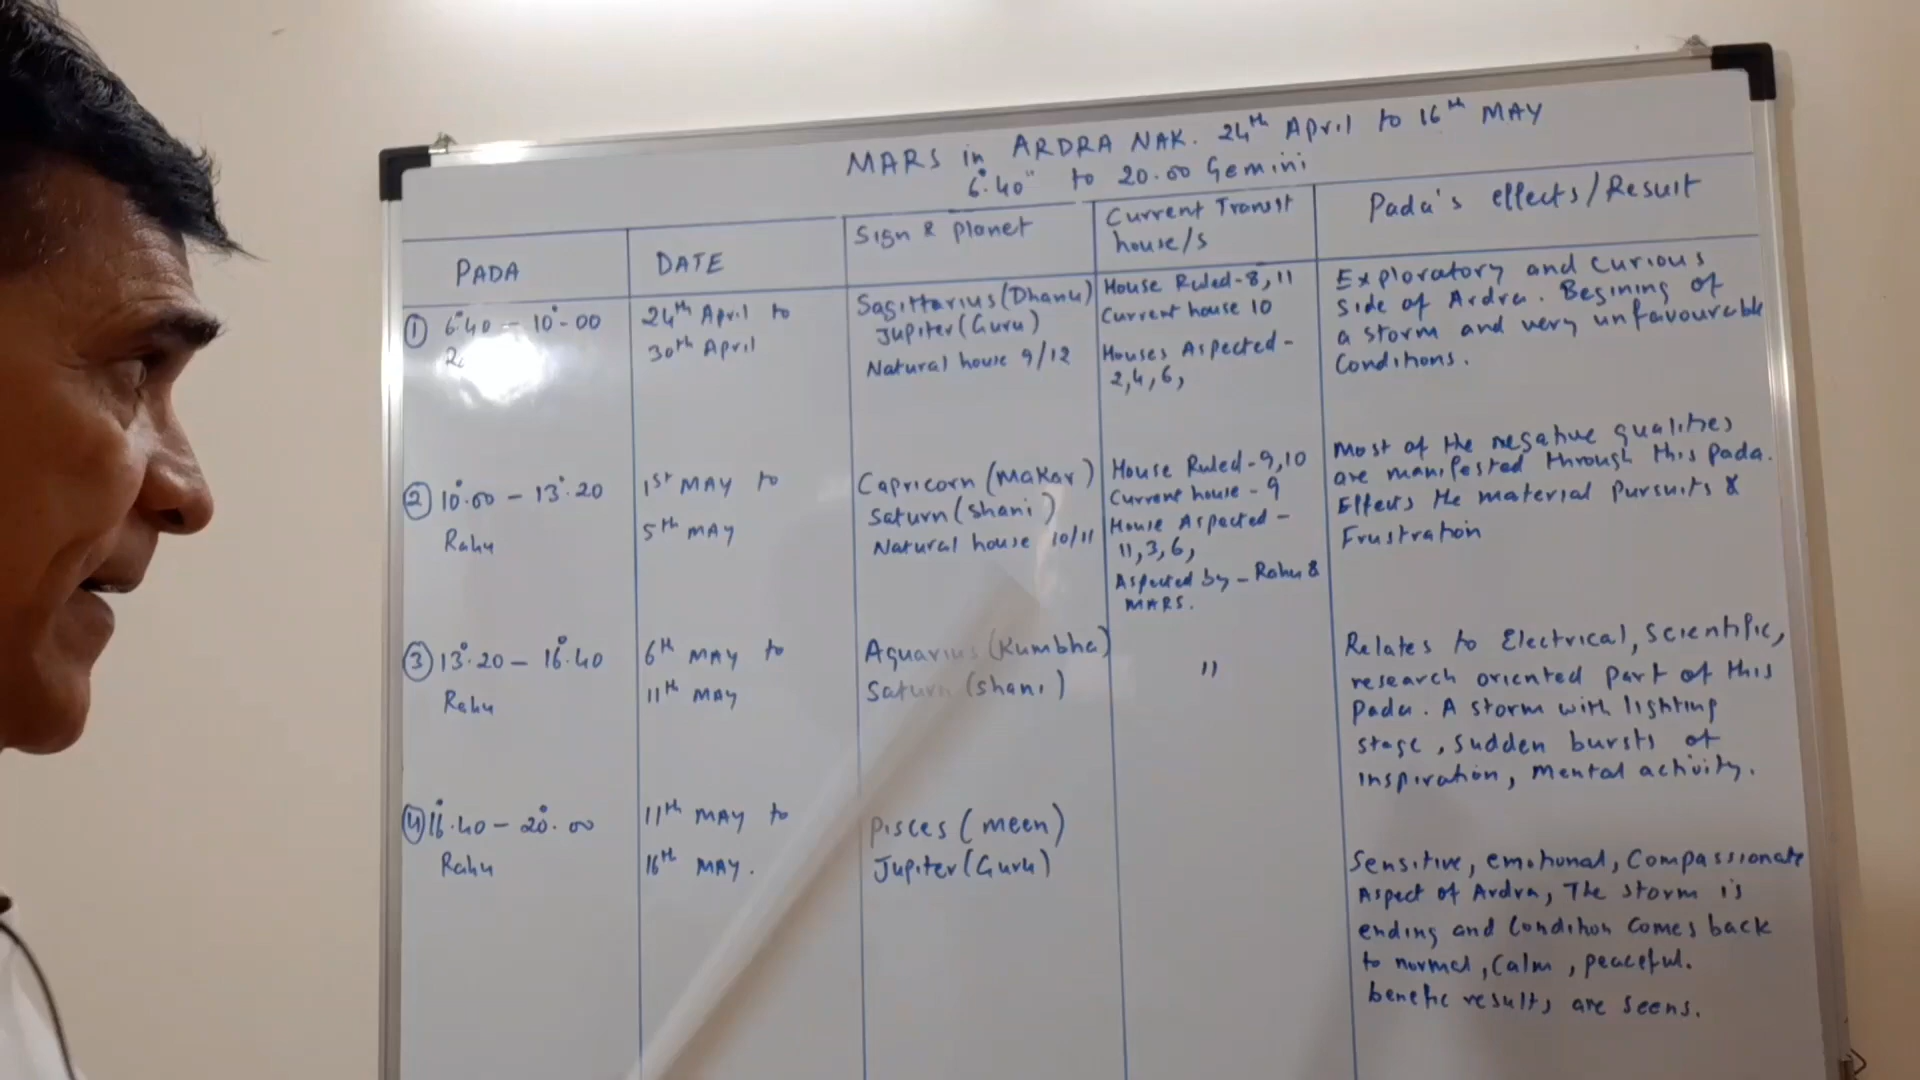 MARS in ARDRA NAK. 24th April to 16th MAY
6°.40" to 20.00 Gemini
PADA
DATE
Sign & planet
Current Transit
house/s
Pada's effects/Result
① 6°.40 – 10°-00
24th April to
30th April
Sagittarius (Dhanu)
Jupiter (Guru)
Natural house 9/12
House Ruled-8, 11
Current house 10
Houses Aspected -
2,4,6,
Exploratory and curious
side of Ardra. Begining of
a storm and very unfavourable
Conditions.
② 10°.00 – 13°.20
Rahu
1st MAY to
5th MAY
Capricorn (Makar)
Saturn (Shani)
Natural house 10/11
House Ruled-9,10
Current house - 9
House Aspected -
11,3,6,
Aspected by - Rahu &
MARS.
Most of the negative qualities
are manifested through this pada.
Effects the material pursuits &
Frustration
③ 13°.20 – 16°.40
Rahu
6th MAY to
11th MAY
Aquarius (Kumbha)
Saturn (Shani)
"
Relates to Electrical, Scientific,
research oriented part of this
pada. A storm with lighting
stage, sudden bursts of
inspiration, mental activity.
④ 16°.40 – 20°.00
Rahu
11th MAY to
16th MAY.
Pisces (meen)
Jupiter (Guru)
Sensitive, emotional, Compassionate
Aspect of Ardra, The storm is
ending and Condition comes back
to normal, Calm, peaceful.
benefic results are seens.